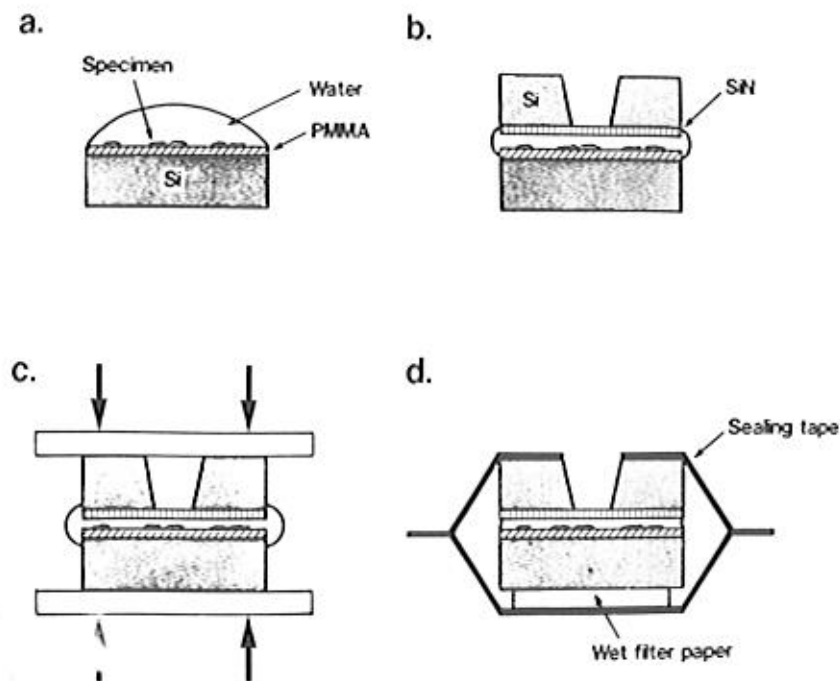 a.
Specimen
Water
PMMA
Si
b.
Si
SiN
c.
d.
Sealing tape
Wet filter paper